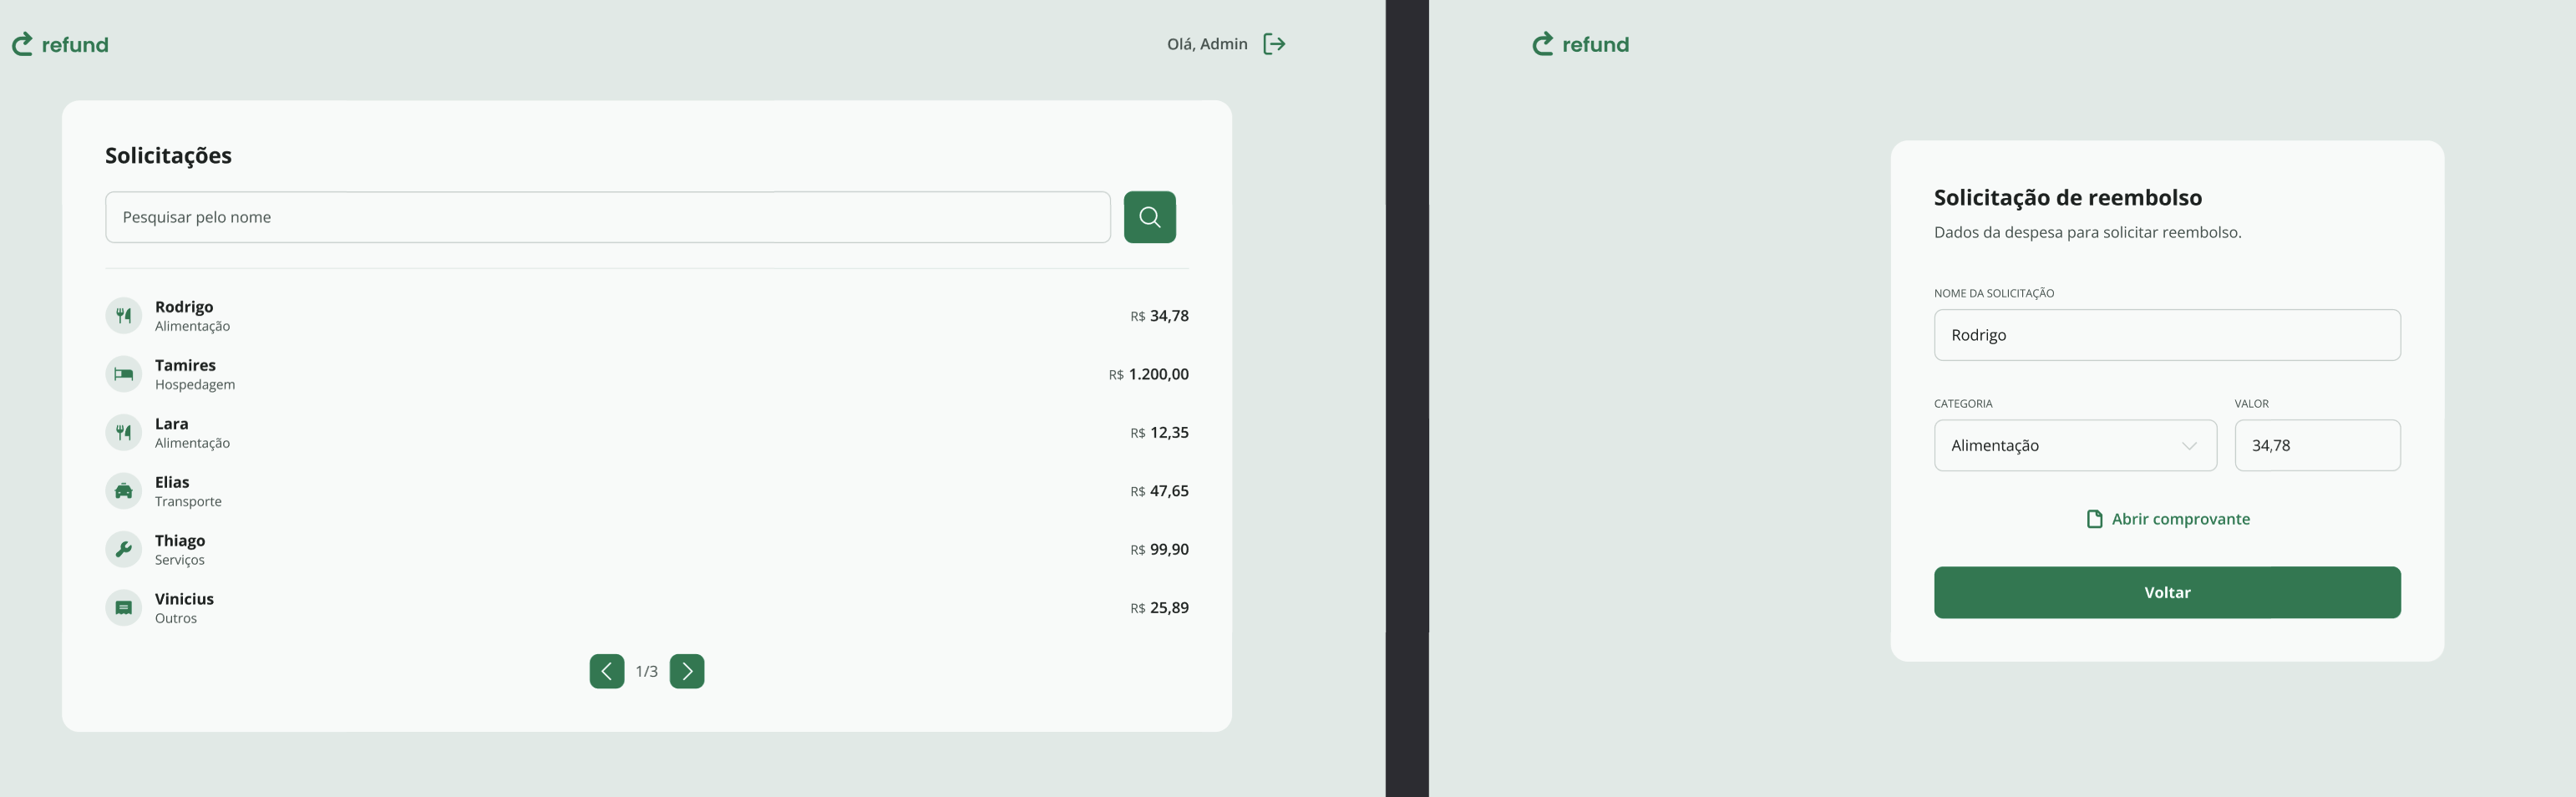 refund
Olá, Admin
Solicitações
Pesquisar pelo nome
Rodrigo
Alimentação
R$ 34,78
Tamires
Hospedagem
R$ 1.200,00
Lara
Alimentação
R$ 12,35
Elias
Transporte
R$ 47,65
Thiago
Serviços
R$ 99,90
Vinicius
Outros
R$ 25,89
1/3
refund
Solicitação de reembolso
Dados da despesa para solicitar reembolso.
NOME DA SOLICITAÇÃO
Rodrigo
CATEGORIA
VALOR
Alimentação
34,78
Abrir comprovante
Voltar